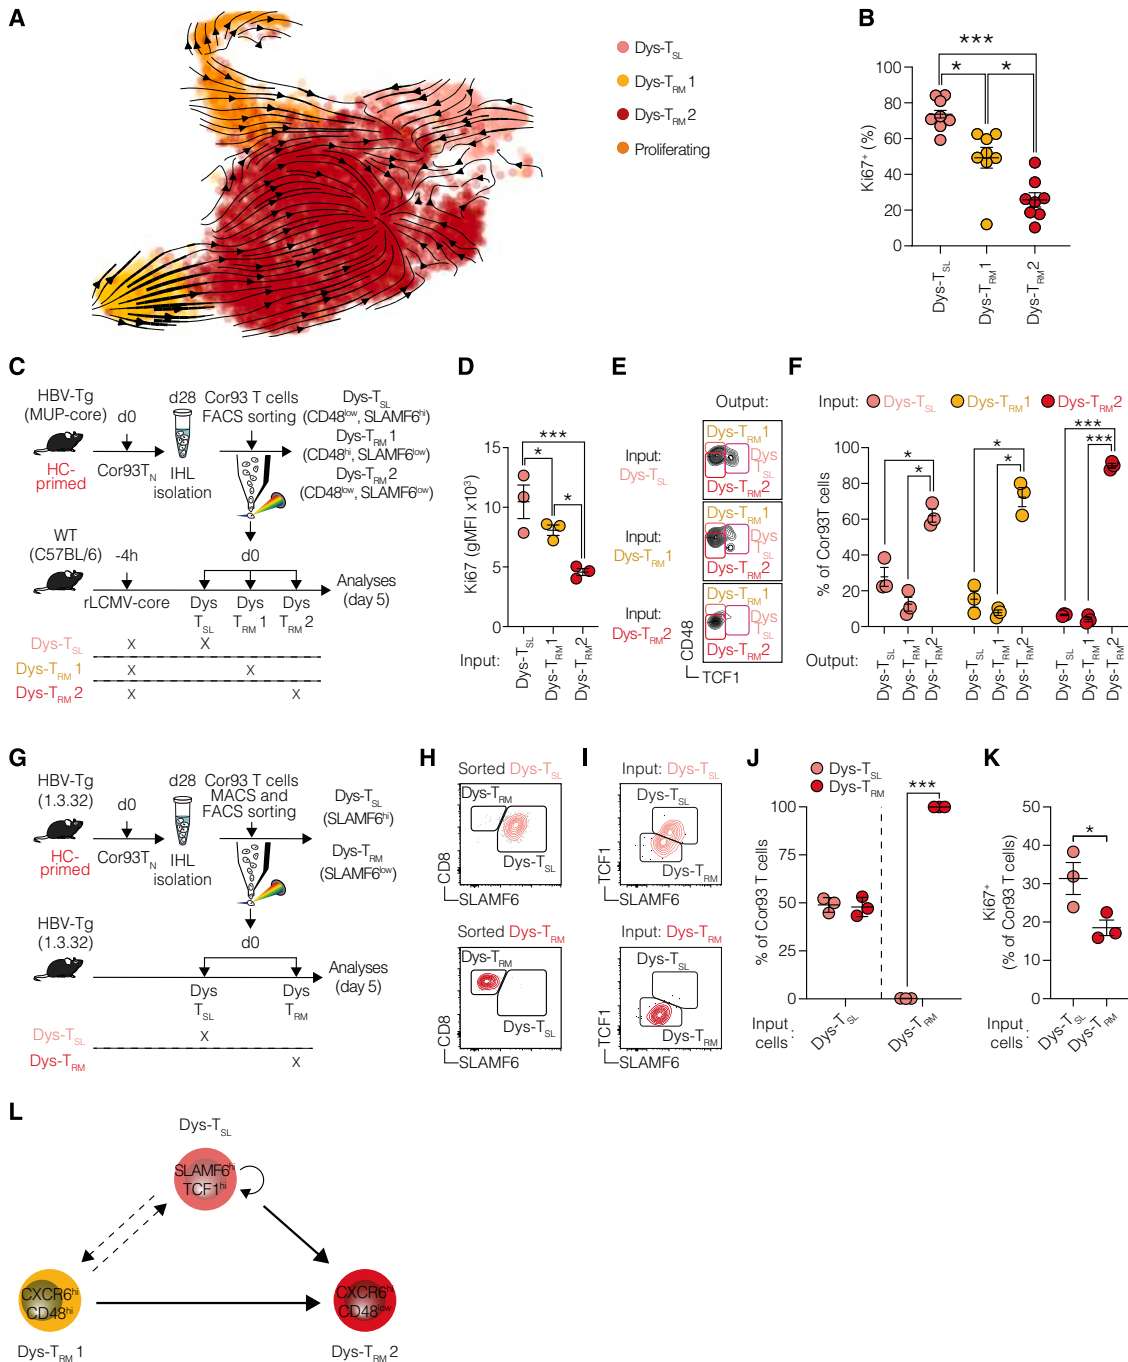 A
Dys-TSL
Dys-TRM1
Dys-TRM2
Proliferating
B
***
* *
Ki67+ (%)
100
80
60
40
20
0
Dys-TSL
Dys-TRM1
Dys-TRM2
C
HBV-Tg
(MUP-core)
d0
d28
Cor93 T cells
FACS sorting
HC-
primed
Cor93TN
IHL
isolation
Dys-TSL
(CD48low, SLAMF6hi)
Dys-TRM1
(CD48hi, SLAMF6low)
Dys-TRM2
(CD48low, SLAMF6low)
WT
(C57BL/6)
-4h
d0
rLCMV-core
Dys
TSL
Dys
TRM1
Dys
TRM2
Analyses
(day 5)
Dys-TSL X X
Dys-TRM1 X X
Dys-TRM2 X X
D
***
*
*
Ki67 (gMFI x10³)
15
10
5
0
Input:
Dys-TSL
Dys-TRM1
Dys-TRM2
E
Output:
Input:
Dys-TSL
Dys-TRM1
Dys
TSL
Dys-TRM2
Input:
Dys-TRM1
Dys-TRM1
Dys
TSL
Dys-TRM2
Input:
Dys-TRM2
Dys-TRM1
Dys
TSL
Dys-TRM2
CD48
TCF1
F
Input: Dys-TSL Dys-TRM1 Dys-TRM2
% of Cor93T cells
100
80
60
40
20
0
*
*
*
*
***
***
Output:
Dys-TSL
Dys-TRM1
Dys-TRM2
Dys-TSL
Dys-TRM1
Dys-TRM2
Dys-TSL
Dys-TRM1
Dys-TRM2
G
HBV-Tg
(1.3.32)
d0
d28
Cor93 T cells
MACS and
FACS sorting
HC-
primed
Cor93TN
IHL
isolation
Dys-TSL
(SLAMF6hi)
Dys-TRM
(SLAMF6low)
HBV-Tg
(1.3.32)
d0
Dys
TSL
Dys
TRM
Analyses
(day 5)
Dys-TSL X
Dys-TRM X
H
Sorted Dys-TSL
Dys-TRM
Dys-TSL
CD8
SLAMF6
Sorted Dys-TRM
Dys-TRM
Dys-TSL
CD8
SLAMF6
I
Input: Dys-TSL
Dys-TSL
Dys-TRM
TCF1
SLAMF6
Input: Dys-TRM
Dys-TSL
Dys-TRM
TCF1
SLAMF6
J
Dys-TSL
Dys-TRM
***
% of Cor93 T cells
100
75
50
25
0
Input
cells:
Dys-TSL
Dys-TRM
K
*
Ki67+
(% of Cor93 T cells)
50
40
30
20
10
0
Input
cells:
Dys-TSL
Dys-TRM
L
Dys-TSL
SLAMF6hi
TCF1hi
CXCR6hi
CD48hi
Dys-TRM1
CXCR6hi
CD48low
Dys-TRM2